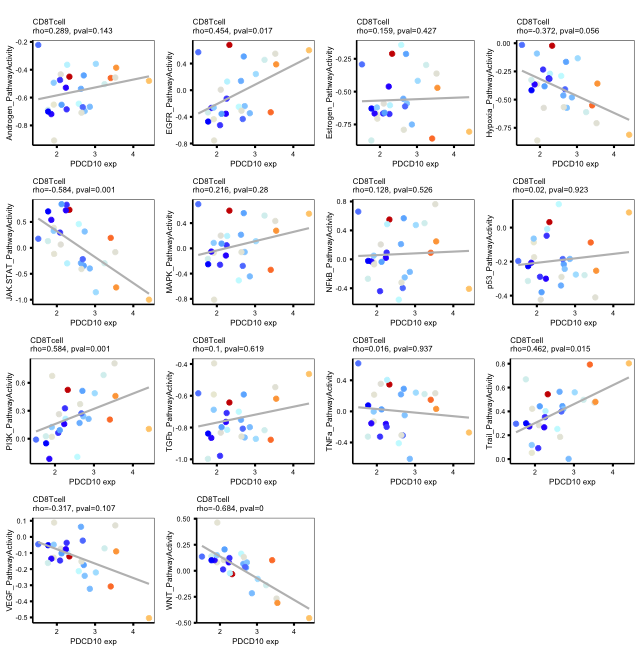 CD8Tcell
rho=0.289, pval=0.143
Androgen_PathwayActivity
-0.2
-0.4
-0.6
-0.8
2
3
4
PDCD10 exp
CD8Tcell
rho=0.454, pval=0.017
EGFR_PathwayActivity
0.4
0.0
-0.4
-0.8
2
3
4
PDCD10 exp
CD8Tcell
rho=0.159, pval=0.427
Estrogen_PathwayActivity
-0.25
-0.50
-0.75
2
3
4
PDCD10 exp
CD8Tcell
rho=-0.372, pval=0.056
Hypoxia_PathwayActivity
0.00
-0.25
-0.50
-0.75
2
3
4
PDCD10 exp
CD8Tcell
rho=-0.584, pval=0.001
JAK-STAT_PathwayActivity
0.5
0.0
-0.5
-1.0
2
3
4
PDCD10 exp
CD8Tcell
rho=0.216, pval=0.28
MAPK_PathwayActivity
0.4
0.0
-0.4
-0.8
2
3
4
PDCD10 exp
CD8Tcell
rho=0.128, pval=0.526
NFkB_PathwayActivity
0.8
0.4
0.0
-0.4
2
3
4
PDCD10 exp
CD8Tcell
rho=0.02, pval=0.923
p53_PathwayActivity
0.0
-0.2
-0.4
2
3
4
PDCD10 exp
CD8Tcell
rho=0.584, pval=0.001
PI3K_PathwayActivity
0.8
0.4
0.0
2
3
4
PDCD10 exp
CD8Tcell
rho=0.1, pval=0.619
TGFb_PathwayActivity
-0.4
-0.6
-0.8
-1.0
2
3
4
PDCD10 exp
CD8Tcell
rho=0.016, pval=0.937
TNFa_PathwayActivity
0.4
0.0
-0.4
2
3
4
PDCD10 exp
CD8Tcell
rho=0.462, pval=0.015
Trail_PathwayActivity
0.8
0.6
0.4
0.2
0.0
2
3
4
PDCD10 exp
CD8Tcell
rho=-0.317, pval=0.107
VEGF_PathwayActivity
0.1
0.0
-0.1
-0.2
-0.3
-0.4
-0.5
2
3
4
PDCD10 exp
CD8Tcell
rho=-0.684, pval=0
WNT_PathwayActivity
0.50
0.25
0.00
-0.25
-0.50
2
3
4
PDCD10 exp